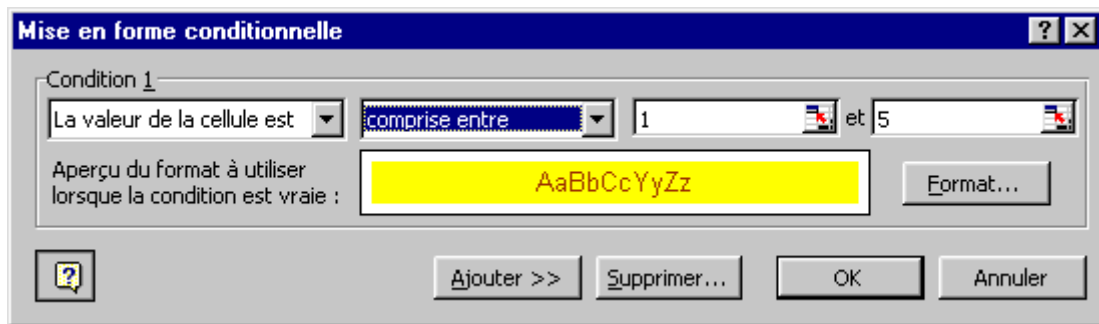 Mise en forme conditionnelle
Condition 1
La valeur de la cellule est comprise entre 1 et 5
Aperçu du format à utiliser
lorsque la condition est vraie :
AaBbCcYyZz
Format...
Ajouter >> Supprimer... OK Annuler